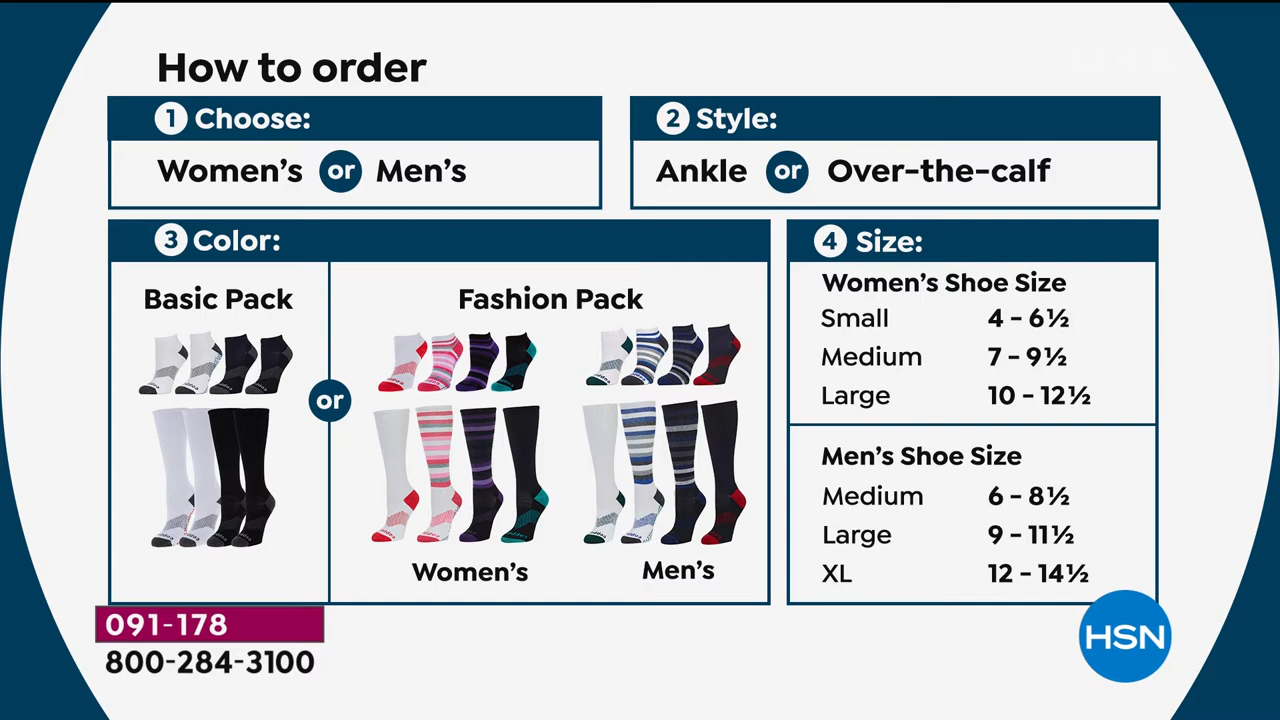 How to order
1 Choose:
Women's or Men's
2 Style:
Ankle or Over-the-calf
3 Color:
Basic Pack
or
Fashion Pack
Women's
Men's
4 Size:
Women's Shoe Size
Small 4 – 6½
Medium 7 – 9½
Large 10 – 12½
Men's Shoe Size
Medium 6 – 8½
Large 9 – 11½
XL 12 – 14½
091-178
800-284-3100
HSN